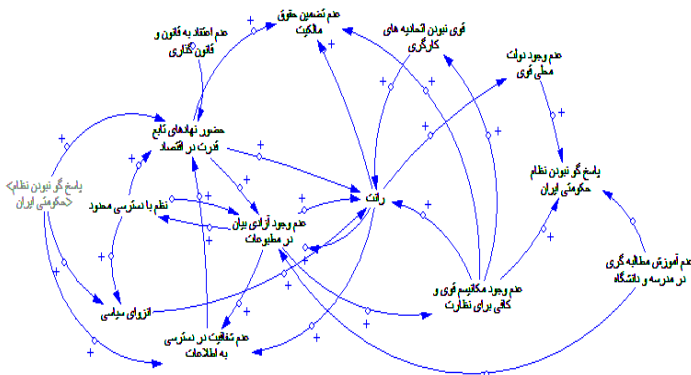 عدم تضمین حقوق
مالکیت
قوی نبودن اتحادیه های
کارگری
عدم اعتقاد به قانون و
قانون گذاری
عدم وجود دولت
محلی قوی
حضور نهادهای تابع
قدرت در اقتصاد
پاسخ گو نبودن نظام
حکومتی ایران
<پاسخ گو نبودن نظام
حکومتی ایران>
نظم با دسترسی محدود
رانت
عدم وجود آزادی بیان
در مطبوعات
عدم آموزش مطالبه گری
در مدرسه و دانشگاه
عدم وجود مکانیسم قوی و
کافی برای نظارت
انزوای سیاسی
عدم شفافیت در دسترسی
به اطلاعات